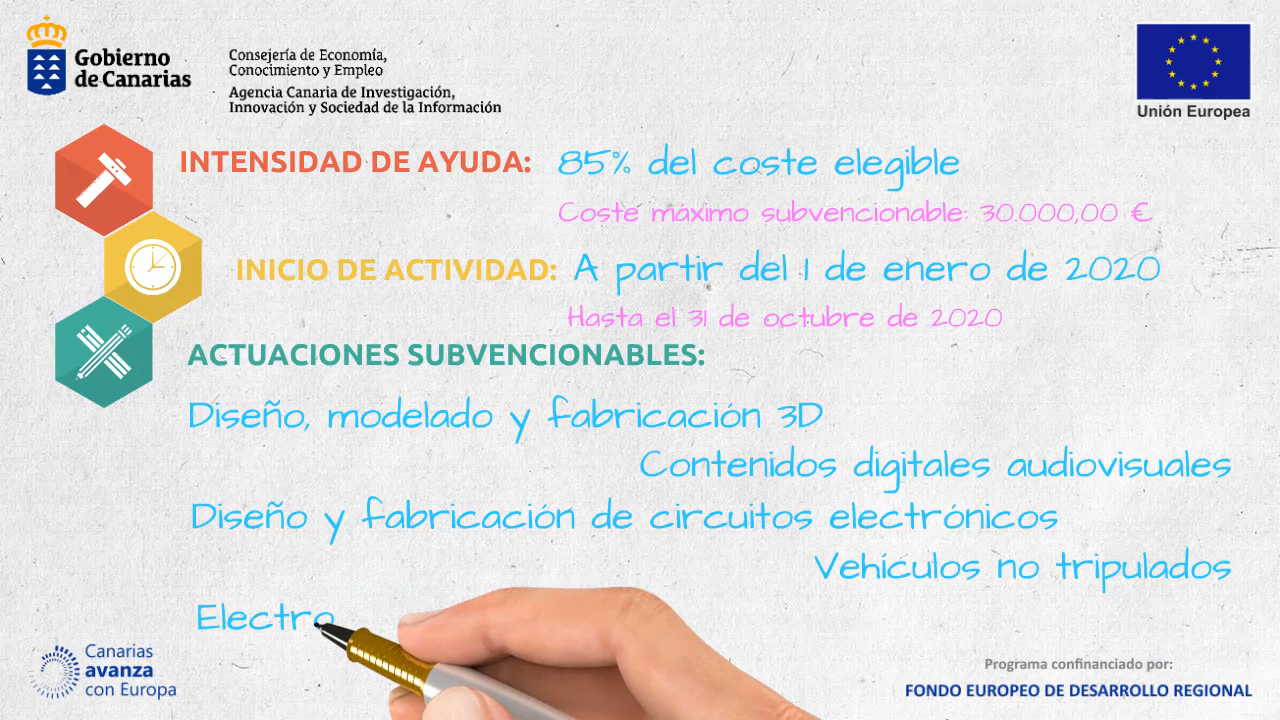 Gobierno
de Canarias
Consejería de Economía,
Conocimiento y Empleo
Agencia Canaria de Investigación,
Innovación y Sociedad de la Información
Unión Europea
INTENSIDAD DE AYUDA: 85% del coste elegible
Coste máximo subvencionable: 30.000,00 €
INICIO DE ACTIVIDAD: A partir del 1 de enero de 2020
Hasta el 31 de octubre de 2020
ACTUACIONES SUBVENCIONABLES:
Diseño, modelado y fabricación 3D
Contenidos digitales audiovisuales
Diseño y fabricación de circuitos electrónicos
Vehículos no tripulados
Electro
Canarias
avanza
con Europa
Programa confinanciado por:
FONDO EUROPEO DE DESARROLLO REGIONAL